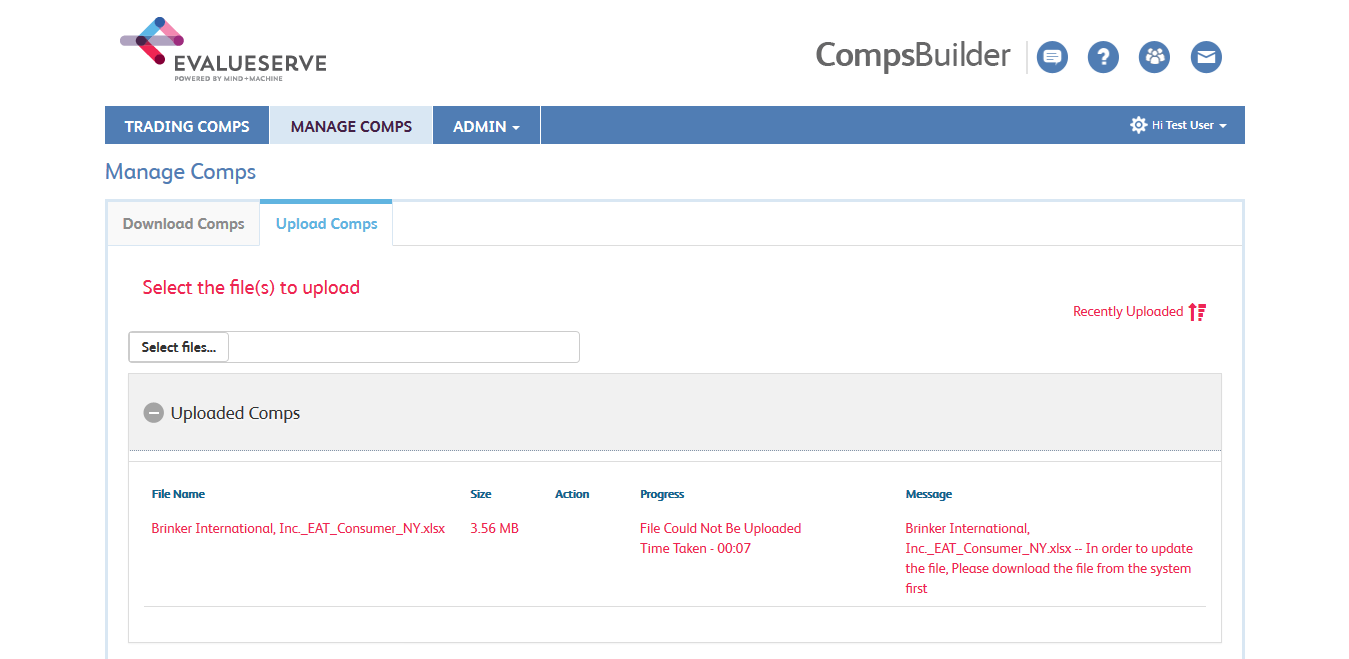 EVALUESERVE
POWERED BY MIND+MACHINE
CompsBuilder
?
TRADING COMPS
MANAGE COMPS
ADMIN
Hi Test User
Manage Comps
Download Comps
Upload Comps
Select the file(s) to upload
Recently Uploaded
Select files...
Uploaded Comps
File Name Size Action Progress Message
Brinker International, Inc._EAT_Consumer_NY.xlsx
3.56 MB
File Could Not Be Uploaded
Time Taken - 00:07
Brinker International,
Inc._EAT_Consumer_NY.xlsx -- In order to update
the file, Please download the file from the system
first